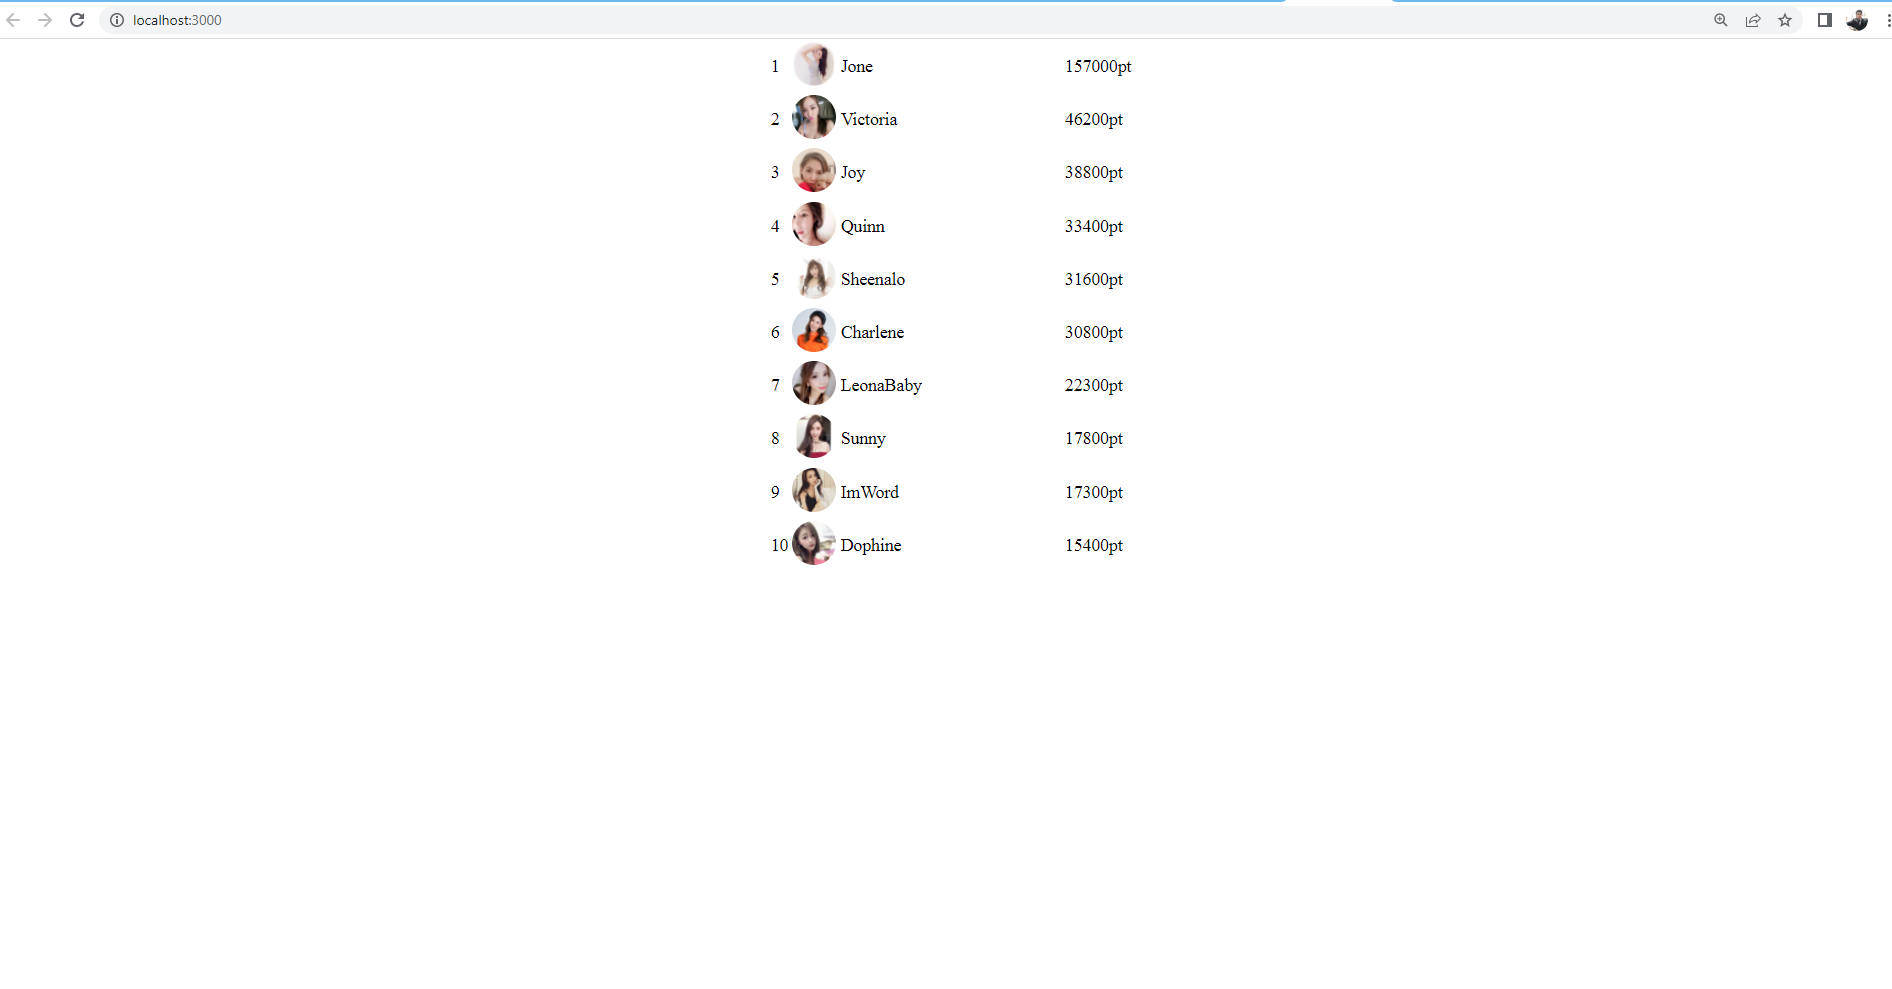 localhost:3000
1 Jone 157000pt
2 Victoria 46200pt
3 Joy 38800pt
4 Quinn 33400pt
5 Sheenalo 31600pt
6 Charlene 30800pt
7 LeonaBaby 22300pt
8 Sunny 17800pt
9 ImWord 17300pt
10 Dophine 15400pt